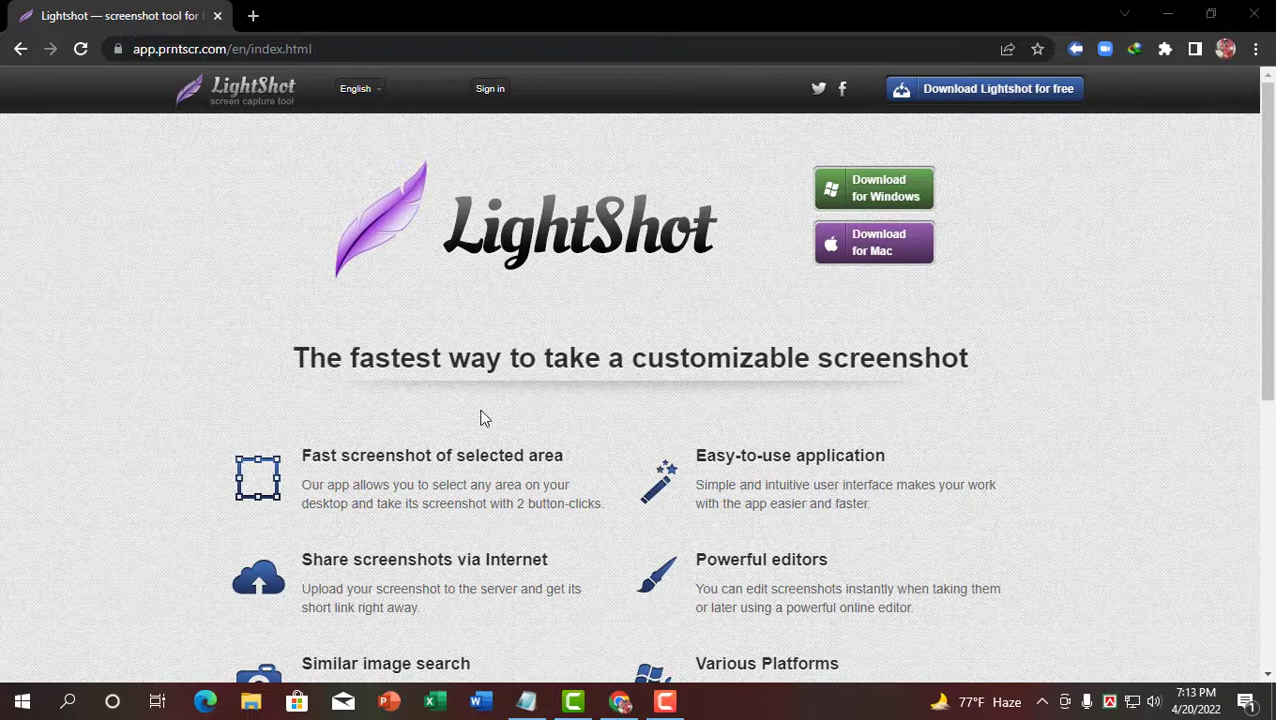 Lightshot — screenshot tool for
app.prntscr.com/en/index.html
LightShot
screen capture tool
English
Sign in
Download Lightshot for free
LightShot
Download
for Windows
Download
for Mac
The fastest way to take a customizable screenshot
Fast screenshot of selected area
Our app allows you to select any area on your
desktop and take its screenshot with 2 button-clicks.
Easy-to-use application
Simple and intuitive user interface makes your work
with the app easier and faster.
Share screenshots via Internet
Upload your screenshot to the server and get its
short link right away.
Powerful editors
You can edit screenshots instantly when taking them
or later using a powerful online editor.
Similar image search
Various Platforms
77°F Haze
7:13 PM
4/20/2022
1